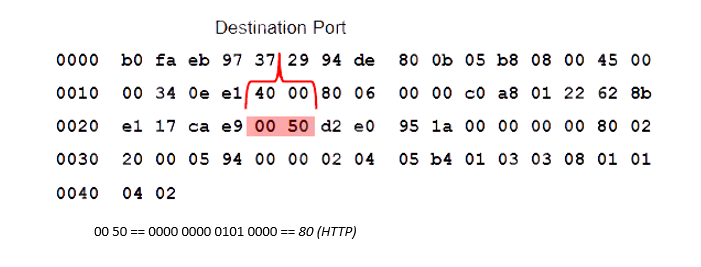 Destination Port
0000 b0 fa eb 97 37 29 94 de 80 0b 05 b8 08 00 45 00
0010 00 34 0e e1 40 00 80 06 00 00 c0 a8 01 22 62 8b
0020 e1 17 ca e9 00 50 d2 e0 95 1a 00 00 00 00 80 02
0030 20 00 05 94 00 00 02 04 05 b4 01 03 03 08 01 01
0040 04 02
00 50 == 0000 0000 0101 0000 == 80 (HTTP)